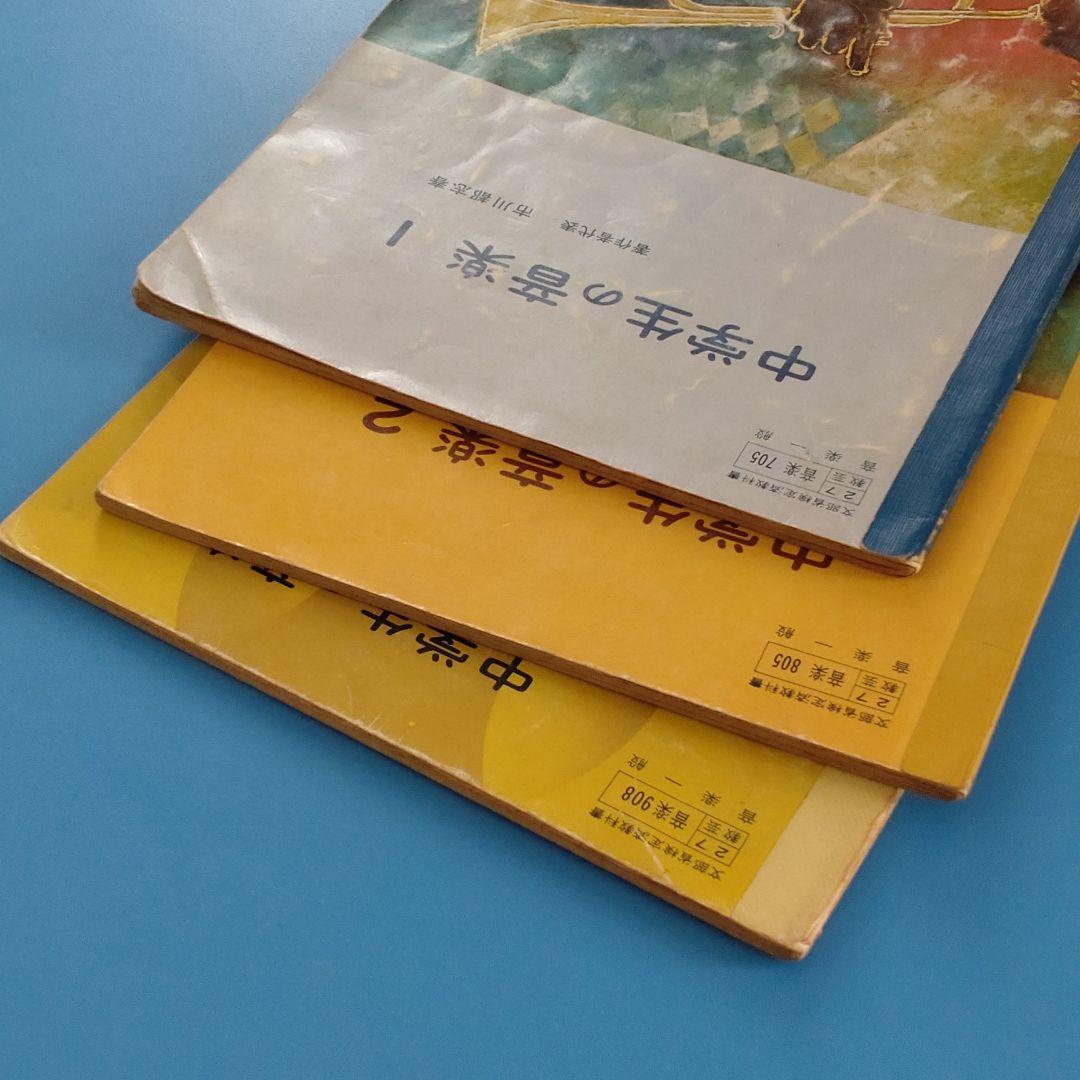 中学生の音楽 1
著作者代表 市川都志春
文部省検定済教科書
27
教芸
音楽 705
音楽一般
中学生の音楽 2
文部省検定済教科書
27
教芸
音楽 805
音楽一般
中学生
文部省検定済教科書
27
教芸
音楽 908
音楽一般